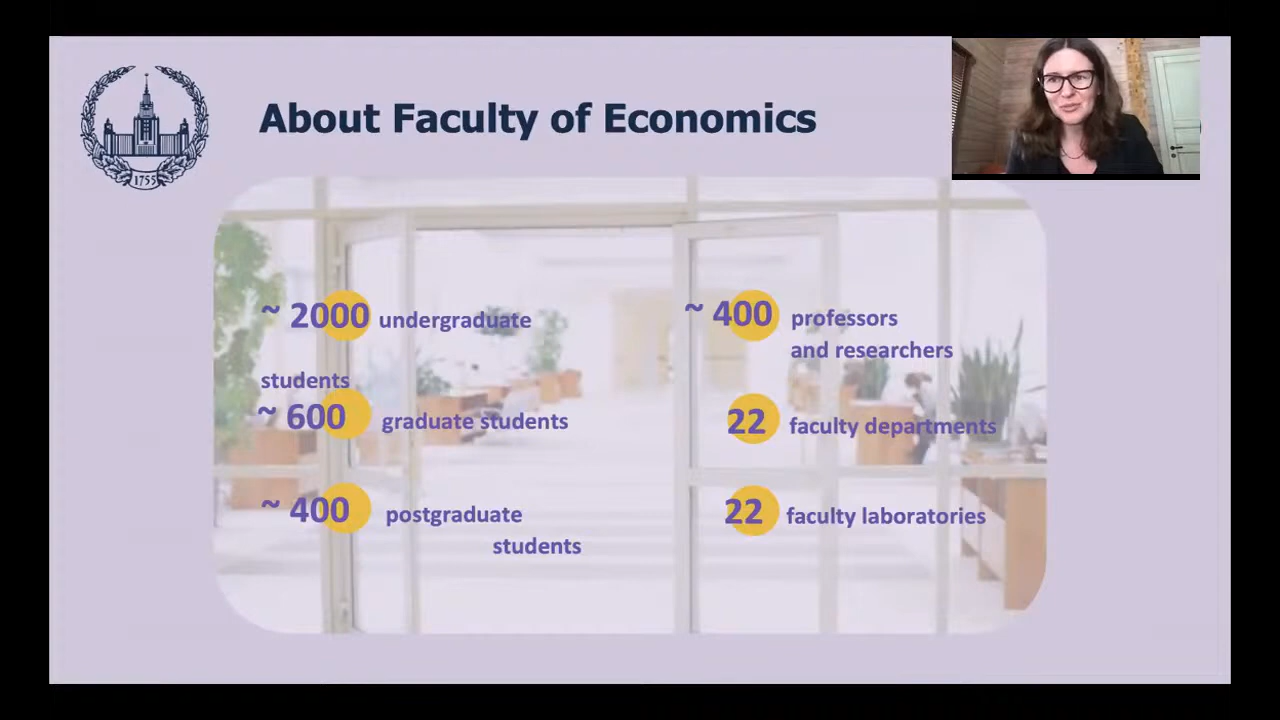 About Faculty of Economics
1755
~ 2000 undergraduate
students
~ 600 graduate students
~ 400 postgraduate
students
~ 400 professors
and researchers
22 faculty departments
22 faculty laboratories